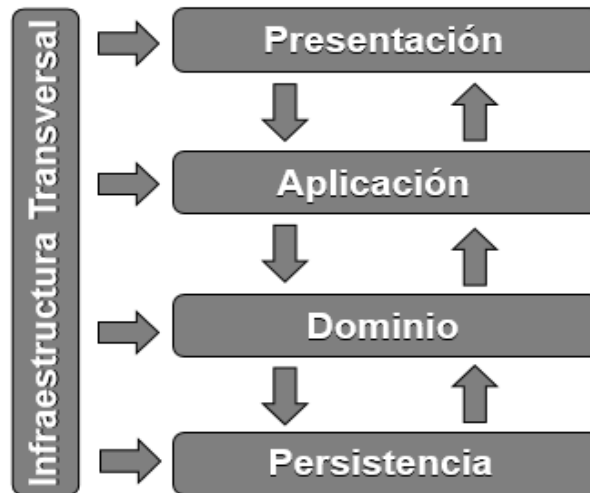 Infraestructura Transversal
Presentación
Aplicación
Dominio
Persistencia